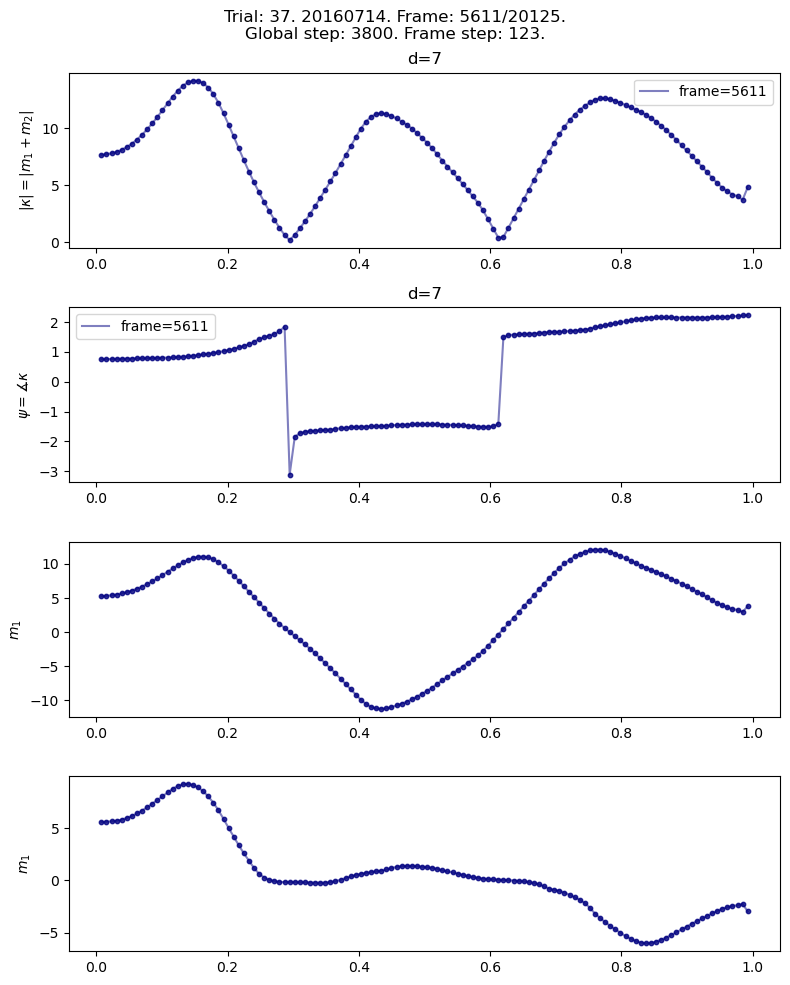 Trial: 37. 20160714. Frame: 5611/20125.
Global step: 3800. Frame step: 123.
d=7
|κ| = |m₁ + m₂|
10
5
0
frame=5611
0.0 0.2 0.4 0.6 0.8 1.0
d=7
ψ = ∡κ
2
1
0
−1
−2
−3
frame=5611
0.0 0.2 0.4 0.6 0.8 1.0
m₁
10
5
0
−5
−10
0.0 0.2 0.4 0.6 0.8 1.0
m₁
5
0
−5
0.0 0.2 0.4 0.6 0.8 1.0